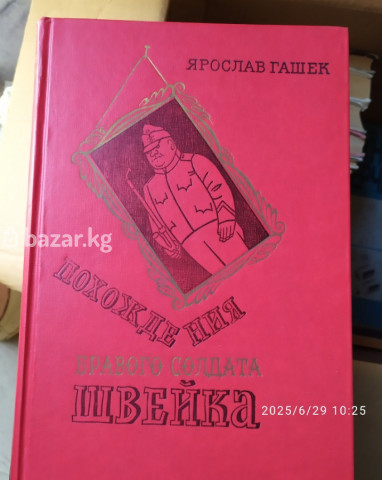 ЯРОСЛАВ ГАШЕК
bazar.kg
ПОХОЖДЕНИЯ
БРАВОГО СОЛДАТА
ШВЕЙКА
2025/6/29 10:25